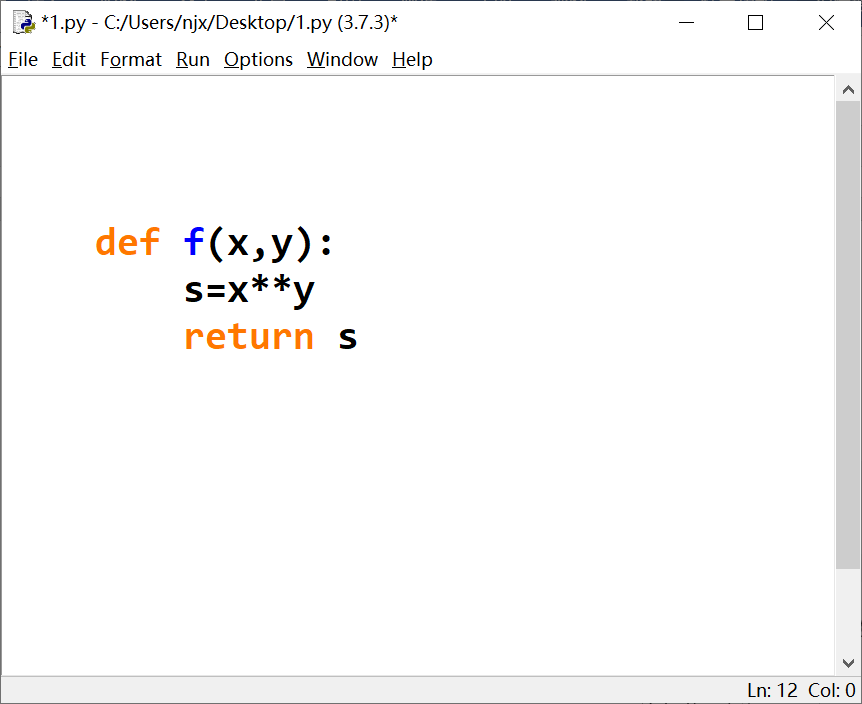 *1.py - C:/Users/njx/Desktop/1.py (3.7.3)*
File Edit Format Run Options Window Help
def f(x,y):
    s=x**y
    return s
Ln: 12 Col: 0